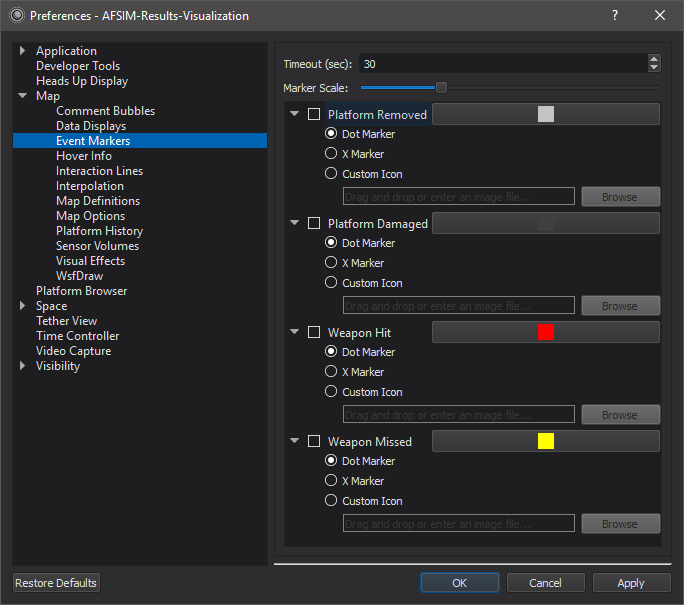 Preferences - AFSIM-Results-Visualization
?
Application
Developer Tools
Heads Up Display
Map
Comment Bubbles
Data Displays
Event Markers
Hover Info
Interaction Lines
Interpolation
Map Definitions
Map Options
Platform History
Sensor Volumes
Visual Effects
WsfDraw
Platform Browser
Space
Tether View
Time Controller
Video Capture
Visibility
Timeout (sec): 30
Marker Scale:
Platform Removed
Dot Marker
X Marker
Custom Icon
Drag and drop or enter an image file... Browse
Platform Damaged
Dot Marker
X Marker
Custom Icon
Drag and drop or enter an image file... Browse
Weapon Hit
Dot Marker
X Marker
Custom Icon
Drag and drop or enter an image file... Browse
Weapon Missed
Dot Marker
X Marker
Custom Icon
Drag and drop or enter an image file... Browse
Restore Defaults OK Cancel Apply